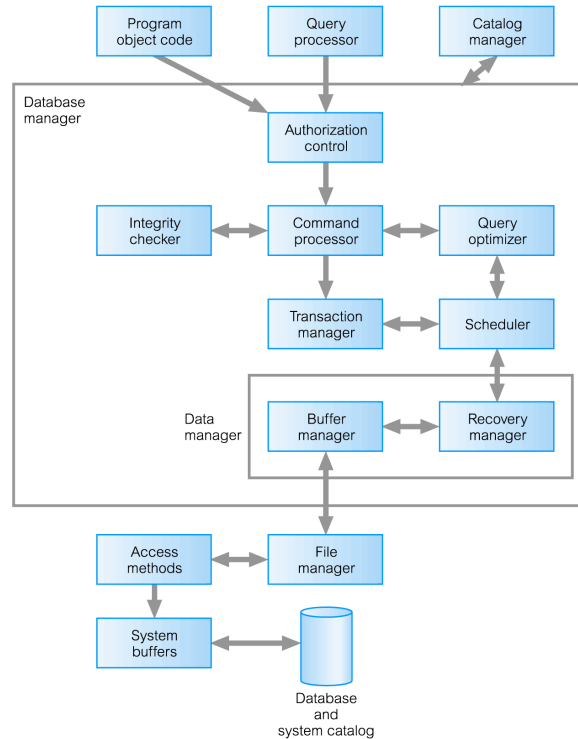 Program
object code
Query
processor
Catalog
manager
Database
manager
Authorization
control
Integrity
checker
Command
processor
Query
optimizer
Transaction
manager
Scheduler
Data
manager
Buffer
manager
Recovery
manager
Access
methods
File
manager
System
buffers
Database
and
system catalog